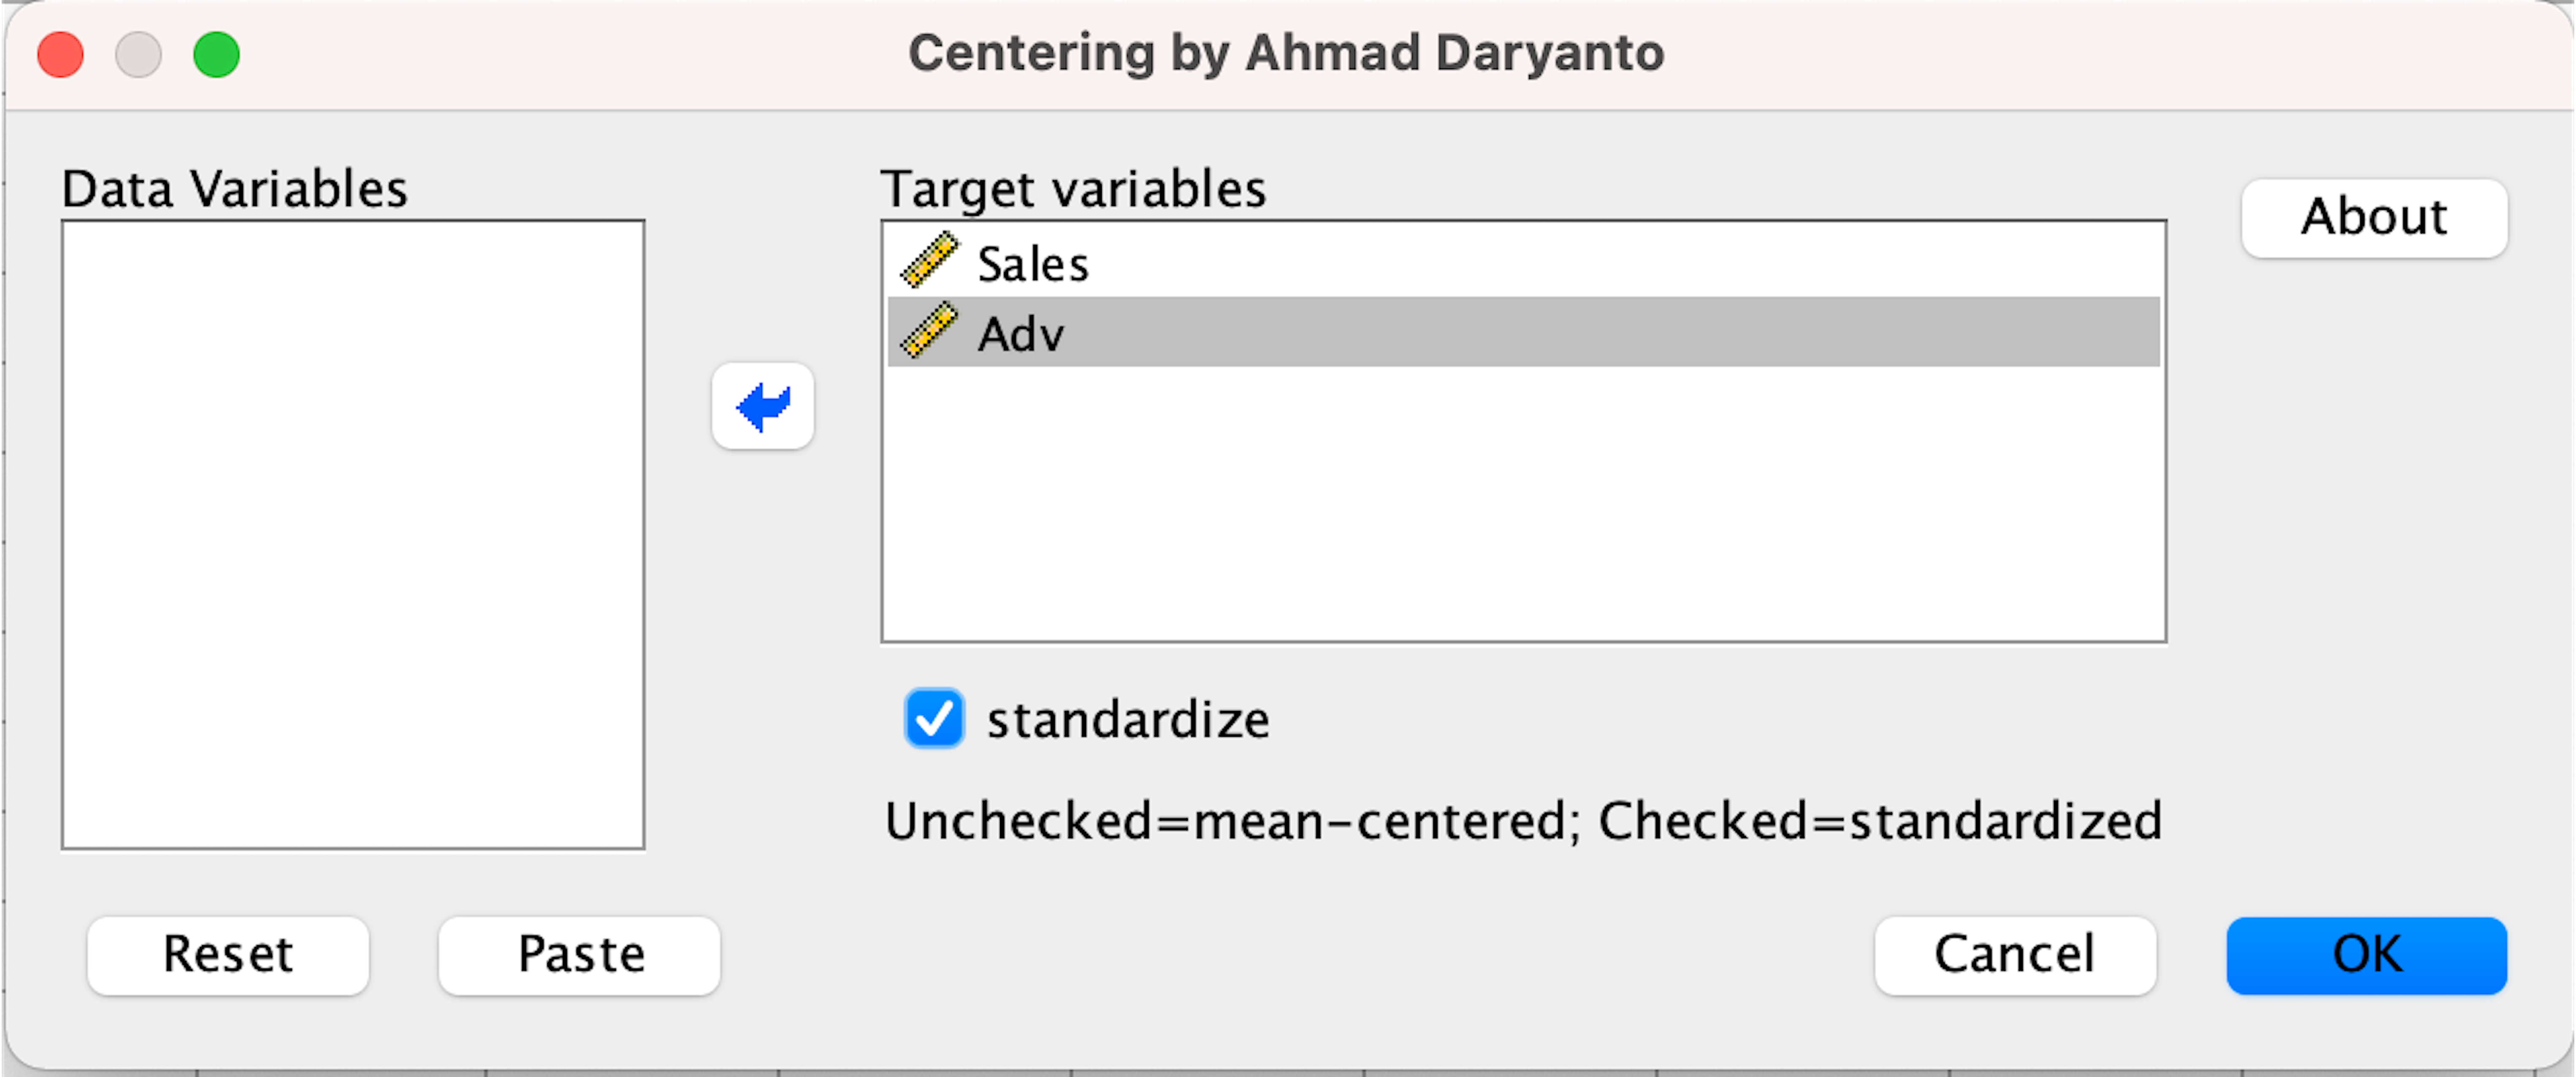 Centering by Ahmad Daryanto
Data Variables
Target variables
About
Sales
Adv
standardize
Unchecked=mean-centered; Checked=standardized
Reset
Paste
Cancel
OK